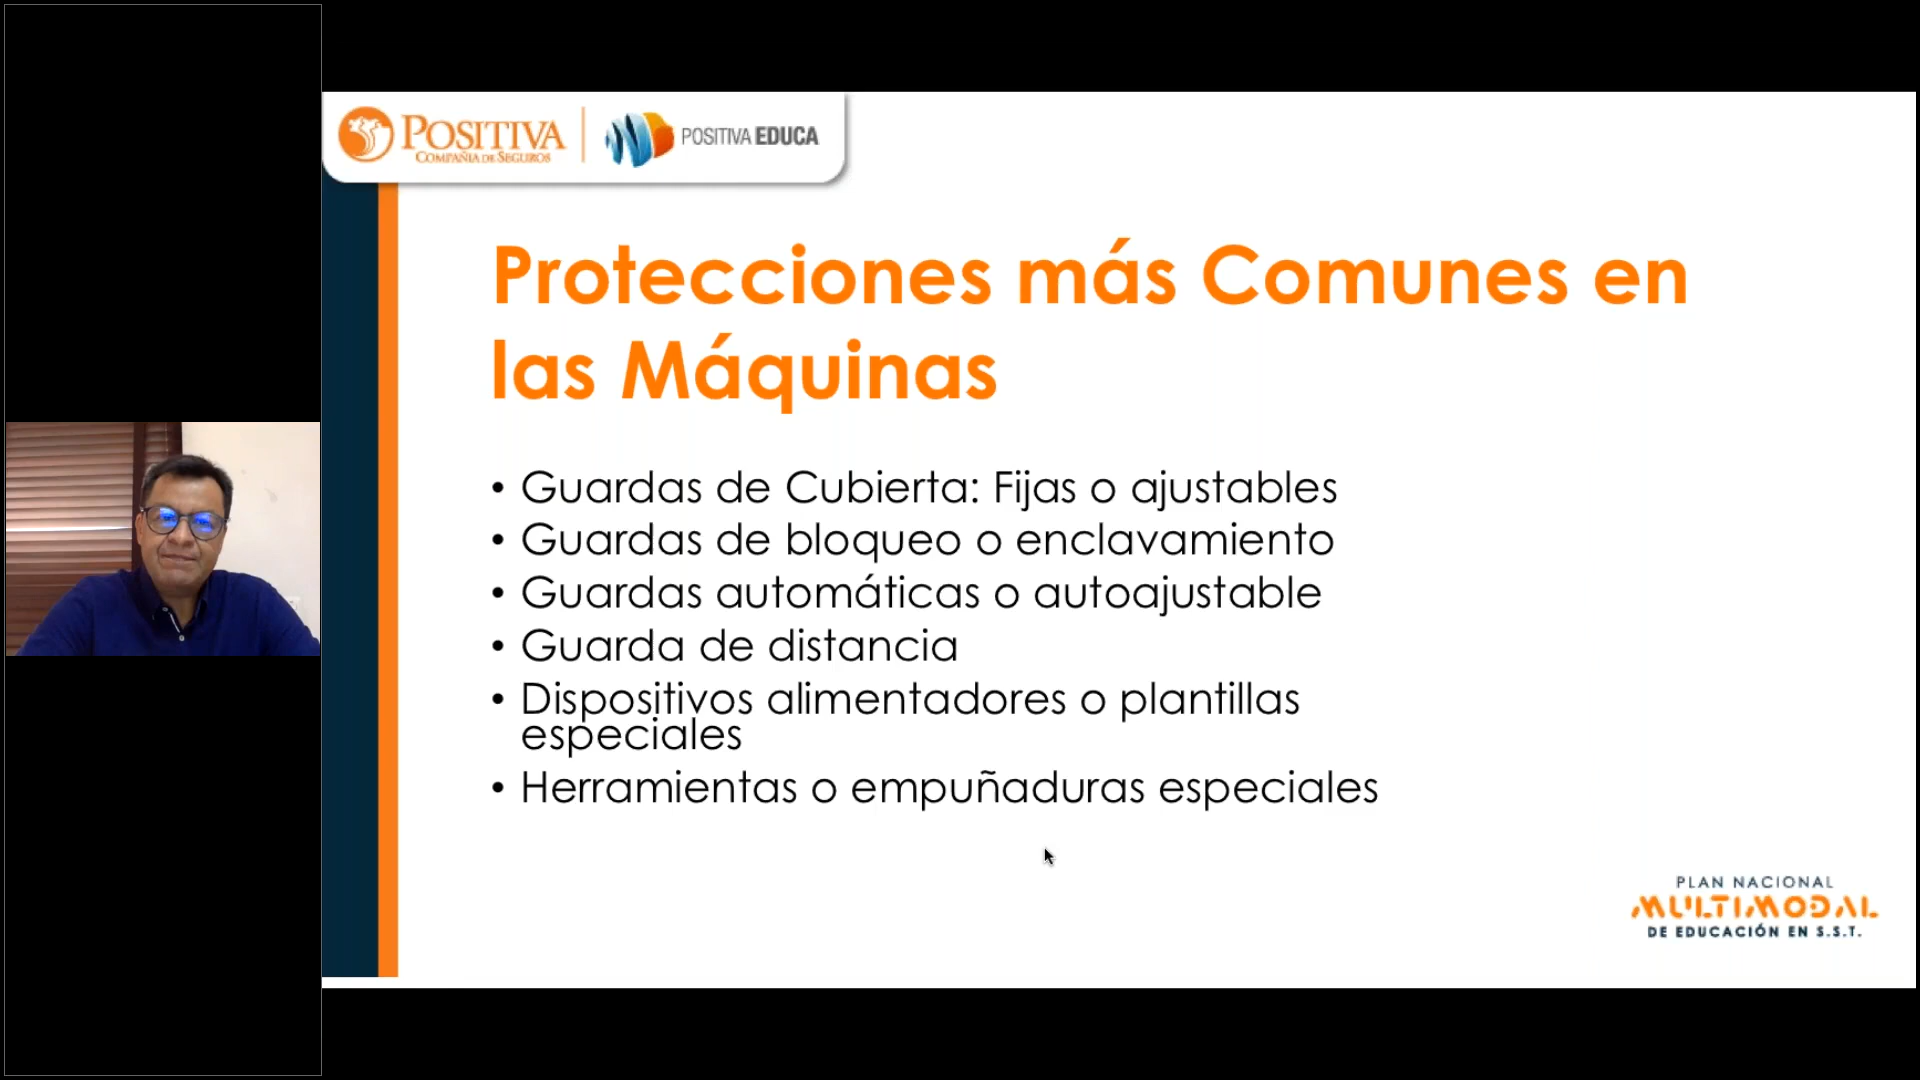 POSITIVA
COMPAÑIA DE SEGUROS
POSITIVA EDUCA
Protecciones más Comunes en
las Máquinas
• Guardas de Cubierta: Fijas o ajustables
• Guardas de bloqueo o enclavamiento
• Guardas automáticas o autoajustable
• Guarda de distancia
• Dispositivos alimentadores o plantillas
especiales
• Herramientas o empuñaduras especiales
PLAN NACIONAL
MULTIMODAL
DE EDUCACIÓN EN S.S.T.